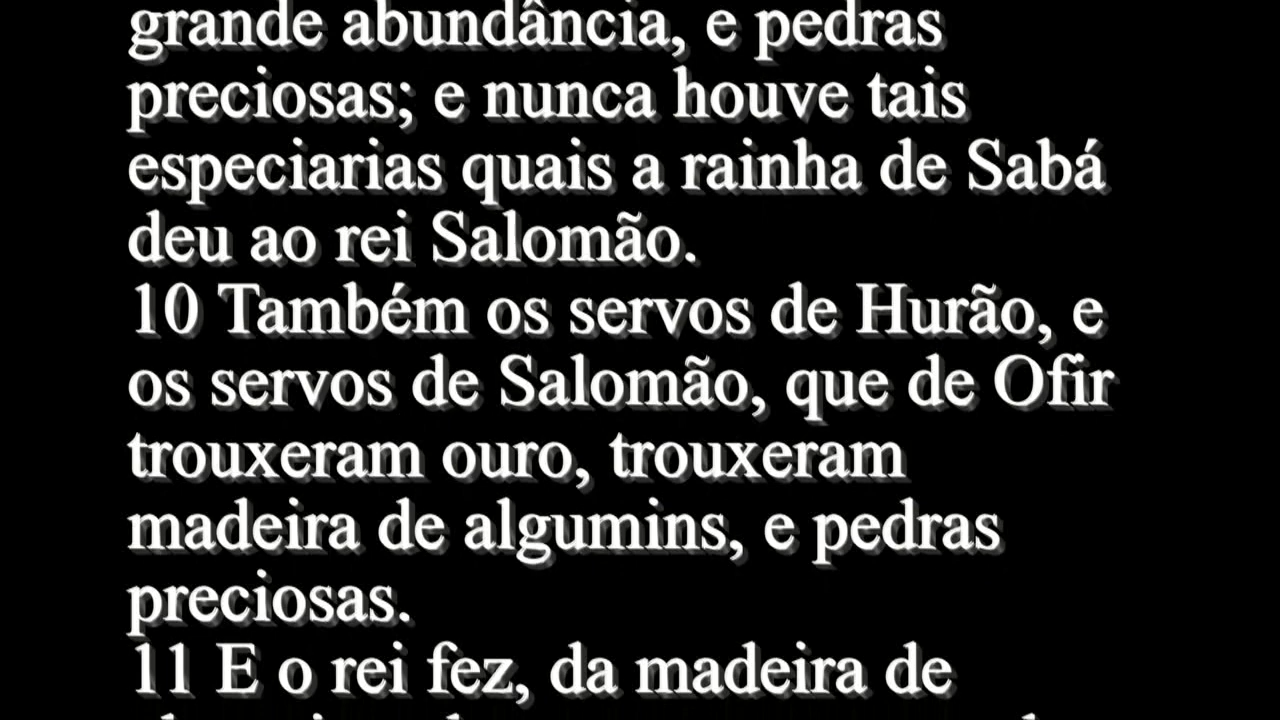 grande abundância, e pedras
preciosas; e nunca houve tais
especiarias quais a rainha de Sabá
deu ao rei Salomão.
10 Também os servos de Hurão, e
os servos de Salomão, que de Ofir
trouxeram ouro, trouxeram
madeira de algumins, e pedras
preciosas.
11 E o rei fez, da madeira de